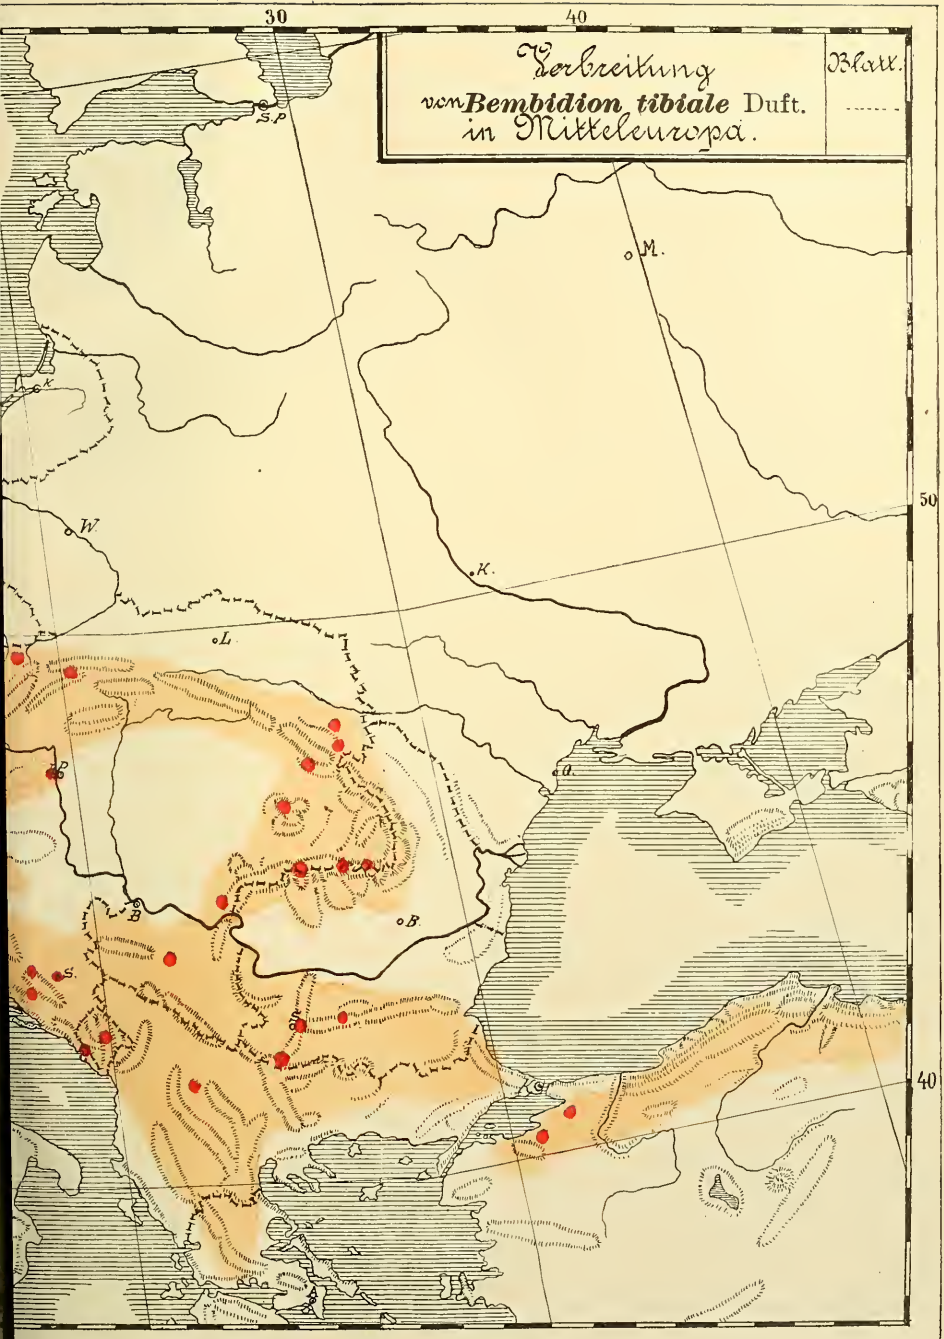 30
40
Verbreitung
Blatt.
von Bembidion tibiale Duft.
in Mitteleuropa.
S.P.
M.
K
50
W.
K.
L.
P.
O.
B
B.
S.
S
K
40
A